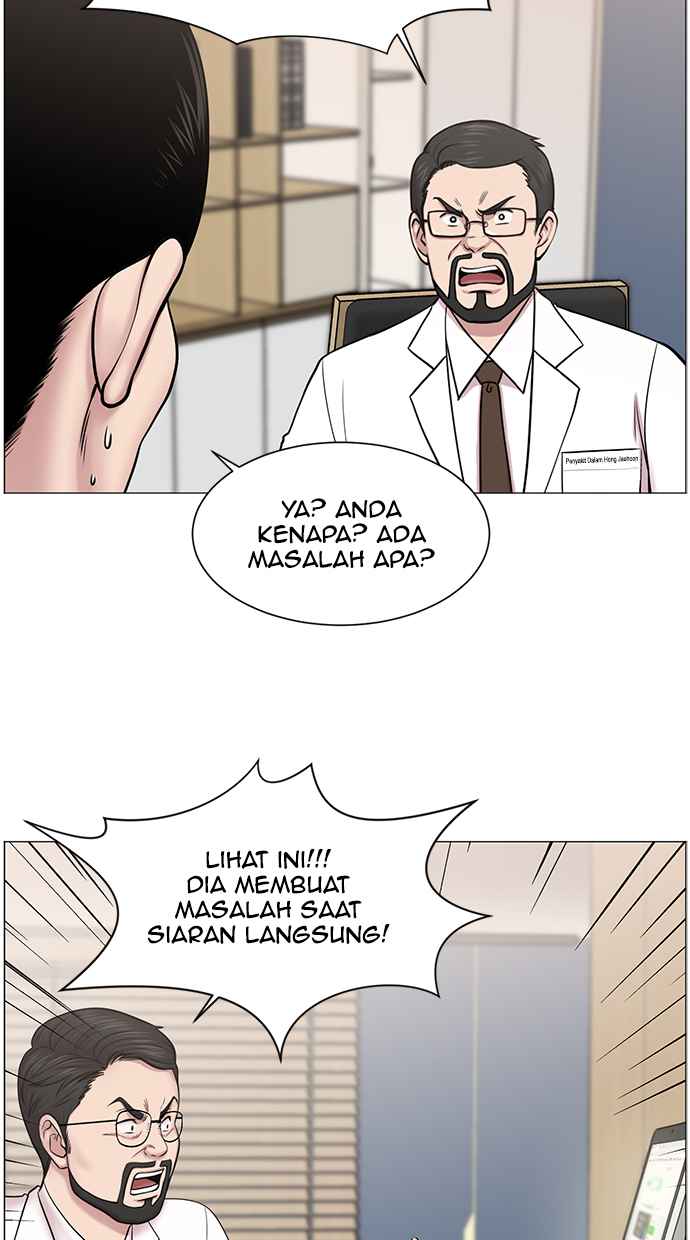 Penyakit Dalam Hong Jaehoon
YA? ANDA
KENAPA? ADA
MASALAH APA?
LIHAT INI!!!
DIA MEMBUAT
MASALAH SAAT
SIARAN LANGSUNG!